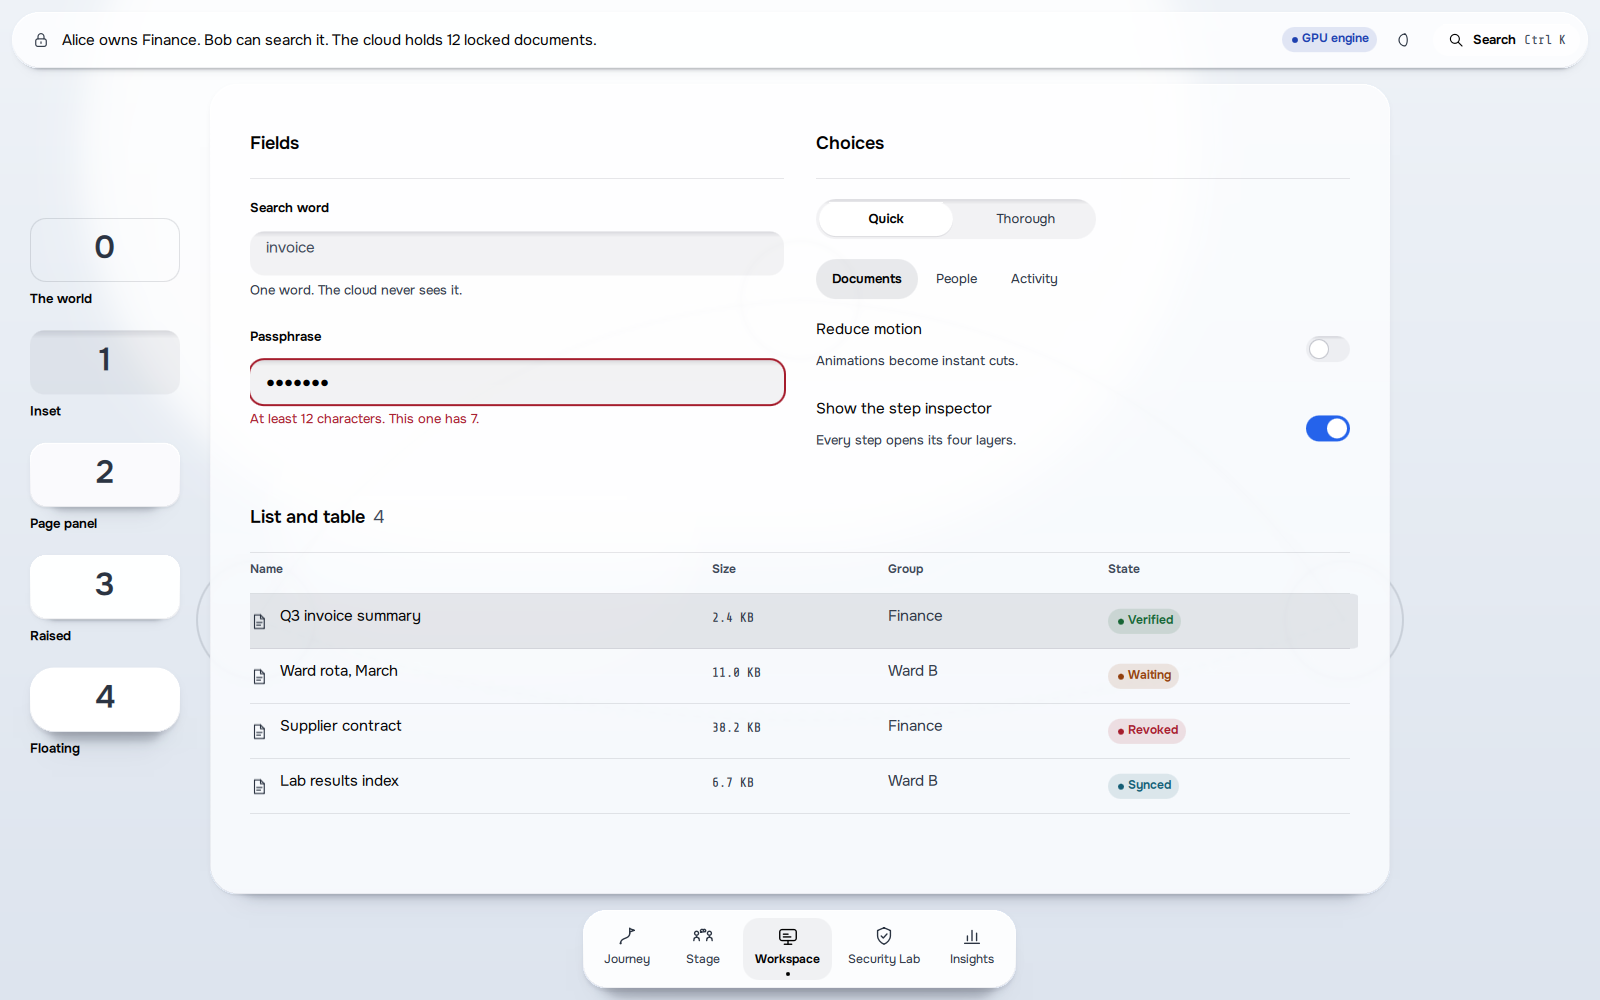 Alice owns Finance. Bob can search it. The cloud holds 12 locked documents.
GPU engine
Search Ctrl K
0
The world
1
Inset
2
Page panel
3
Raised
4
Floating
Fields
Search word
invoice
One word. The cloud never sees it.
Passphrase
At least 12 characters. This one has 7.
Choices
Quick Thorough
Documents People Activity
Reduce motion
Animations become instant cuts.
Show the step inspector
Every step opens its four layers.
List and table 4
Name Size Group State
Q3 invoice summary 2.4 KB Finance Verified
Ward rota, March 11.0 KB Ward B Waiting
Supplier contract 38.2 KB Finance Revoked
Lab results index 6.7 KB Ward B Synced
Journey Stage Workspace Security Lab Insights